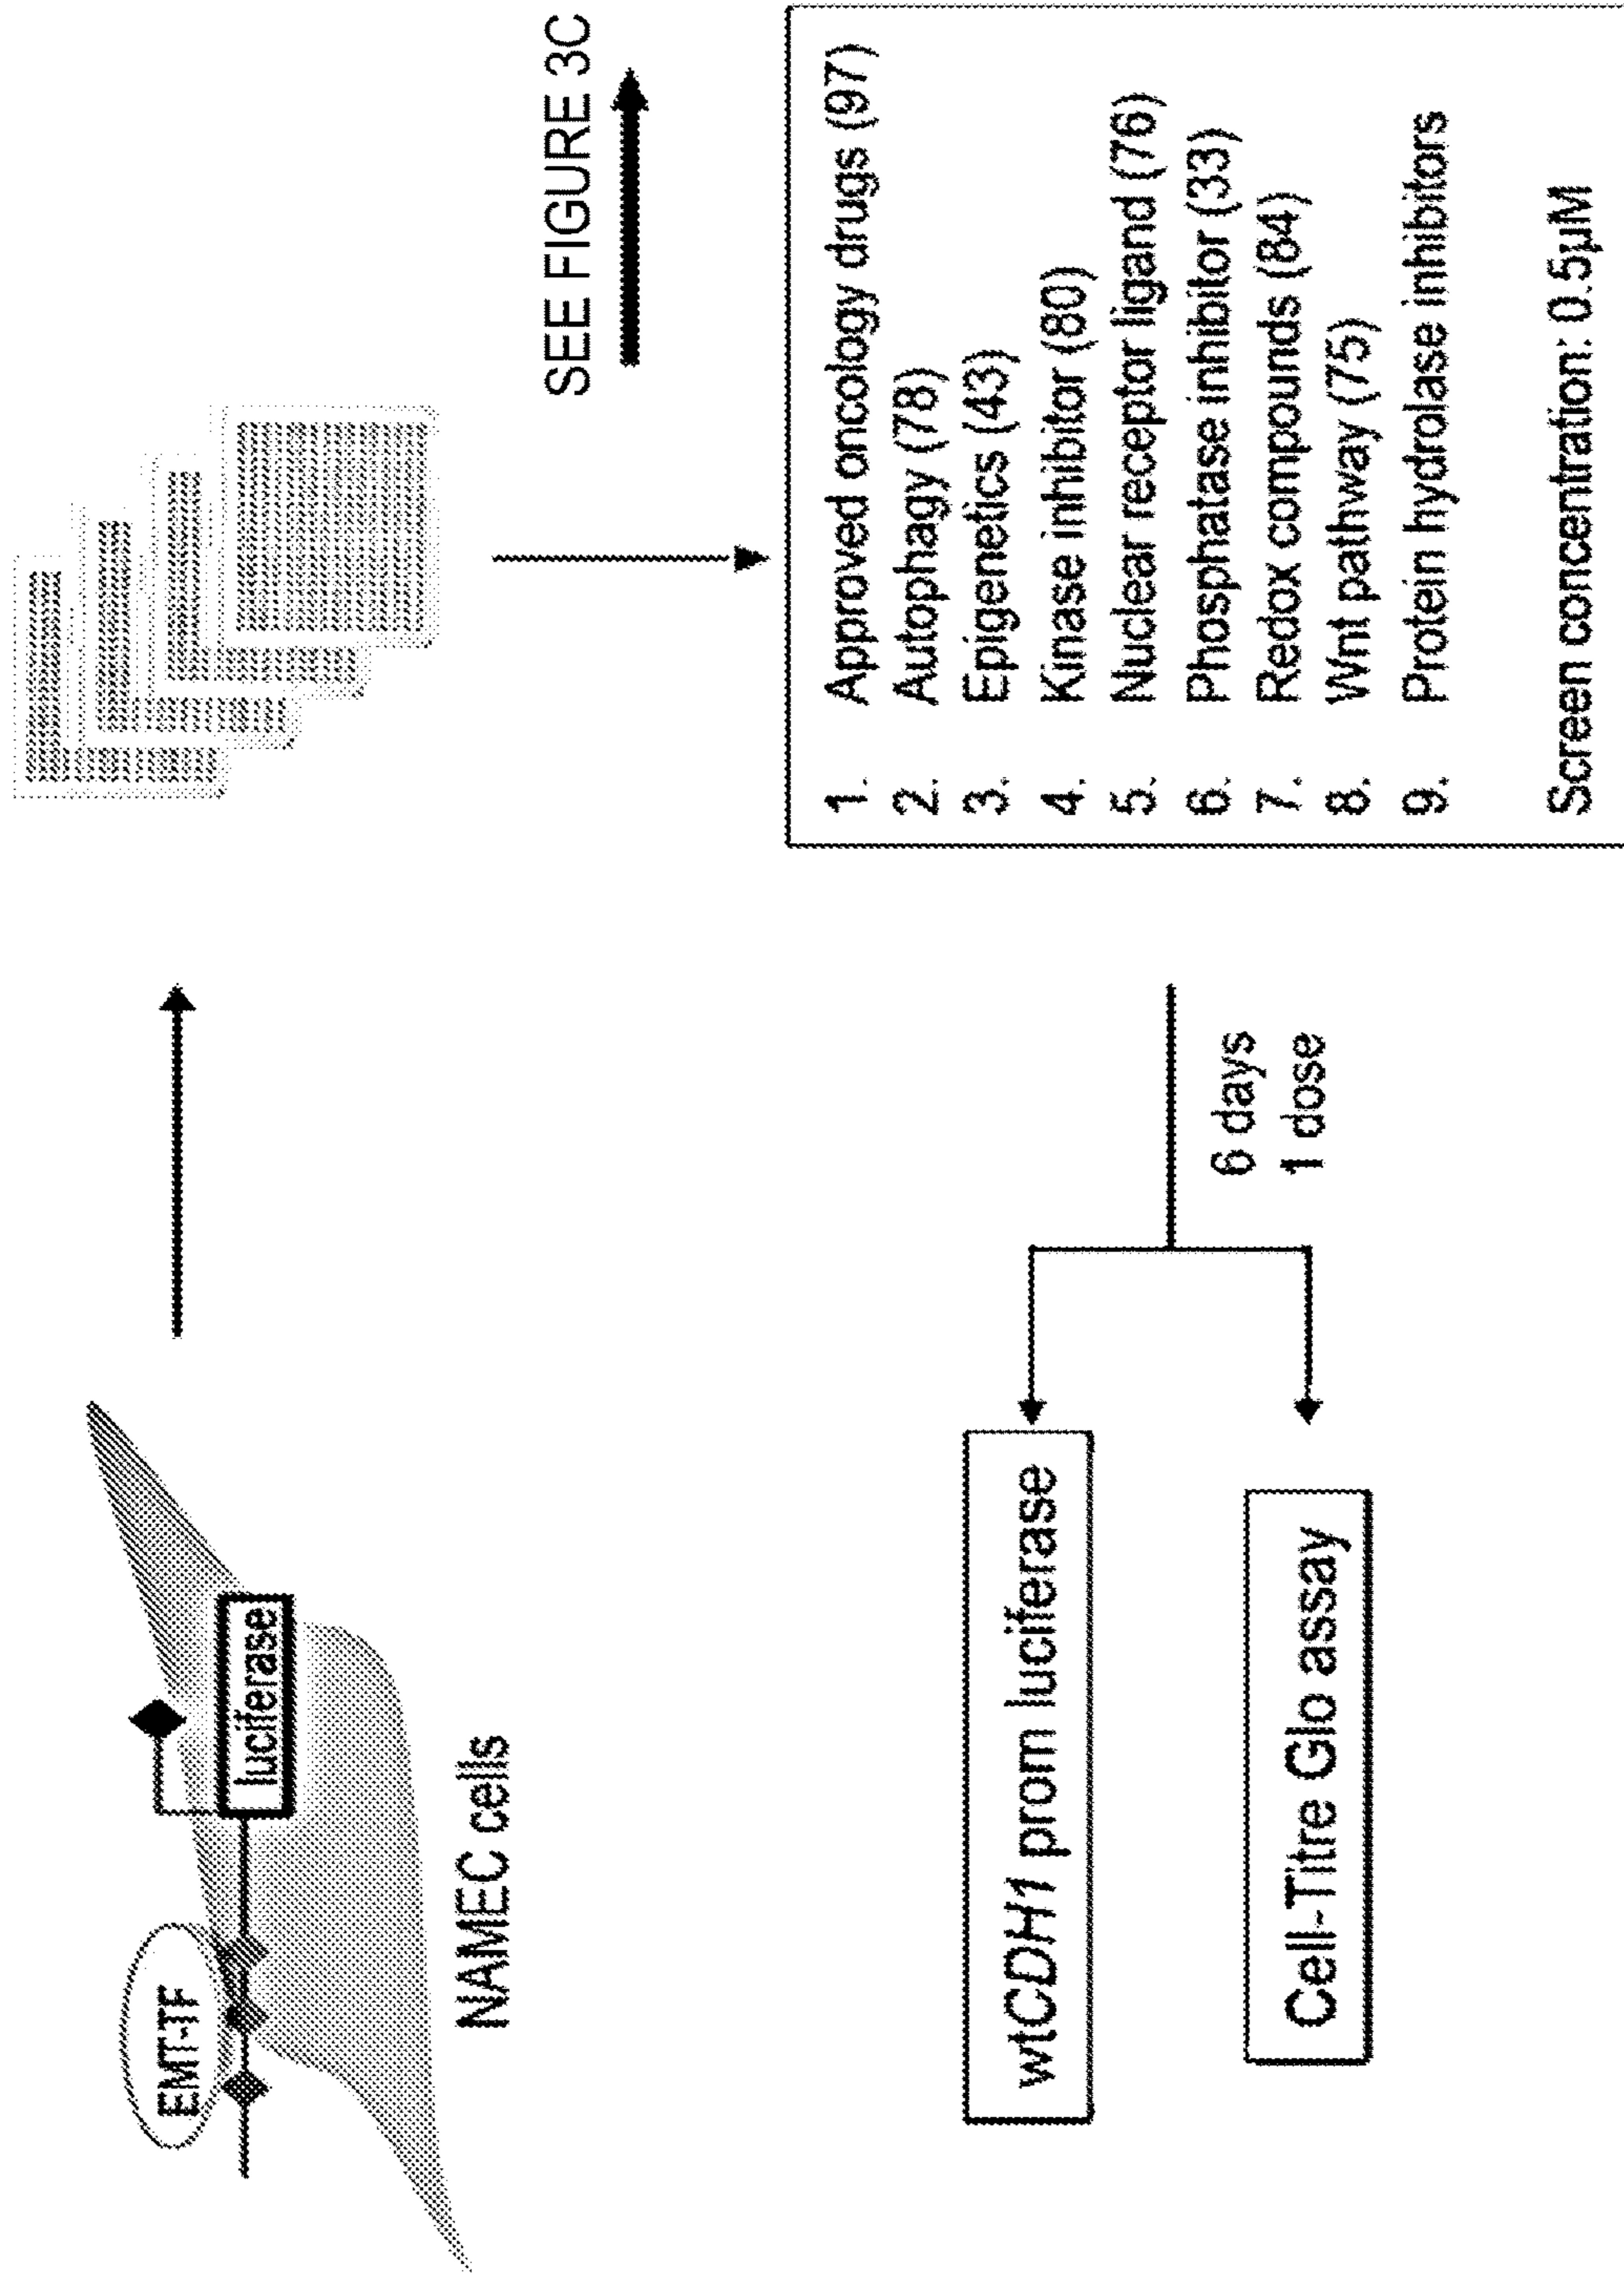 EMT-TF
luciferase
NAMEC cells
SEE FIGURE 3C
1. Approved oncology drugs (97)
2. Autophagy (78)
3. Epigenetics (43)
4. Kinase inhibitor (80)
5. Nuclear receptor ligand (76)
6. Phosphatase inhibitor (33)
7. Redox compounds (84)
8. Wnt pathway (75)
9. Protein hydrolase inhibitors
Screen concentration: 0.5µM
6 days
1 dose
wtCDH1 prom luciferase
Cell-Titre Glo assay